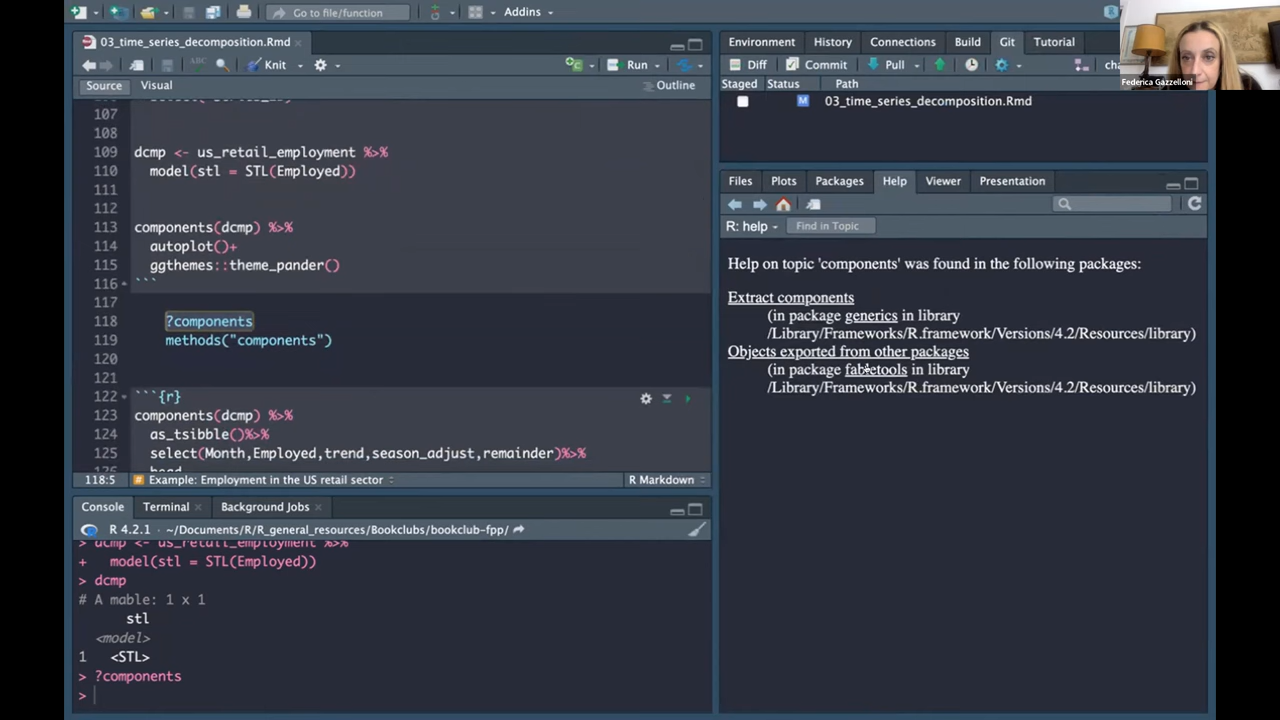 Go to file/function
Addins
03_time_series_decomposition.Rmd
Knit
Run
Source
Visual
Outline
107
108
109 dcmp <- us_retail_employment %>%
110 model(stl = STL(Employed))
111
112
113 components(dcmp) %>%
114 autoplot()+
115 ggthemes::theme_pander()
116 ```
117
118 ?components
119 methods("components")
120
121
122 ```{r}
123 components(dcmp) %>%
124 as_tsibble()%>%
125 select(Month,Employed,trend,season_adjust,remainder)%>%
118:5
Example: Employment in the US retail sector
R Markdown
Console
Terminal
Background Jobs
R 4.2.1 · ~/Documents/R/R_general_resources/Bookclubs/bookclub-fpp/
> dcmp <- us_retail_employment %>%
+ model(stl = STL(Employed))
> dcmp
# A mable: 1 x 1
stl
<model>
1 <STL>
> ?components
>
Environment
History
Connections
Build
Git
Tutorial
Diff
Commit
Pull
Staged
Status
Path
M
03_time_series_decomposition.Rmd
Files
Plots
Packages
Help
Viewer
Presentation
R: help
Find in Topic
Help on topic 'components' was found in the following packages:
Extract components
(in package generics in library
/Library/Frameworks/R.framework/Versions/4.2/Resources/library)
Objects exported from other packages
(in package fabletools in library
/Library/Frameworks/R.framework/Versions/4.2/Resources/library)
Federica Gazzelloni